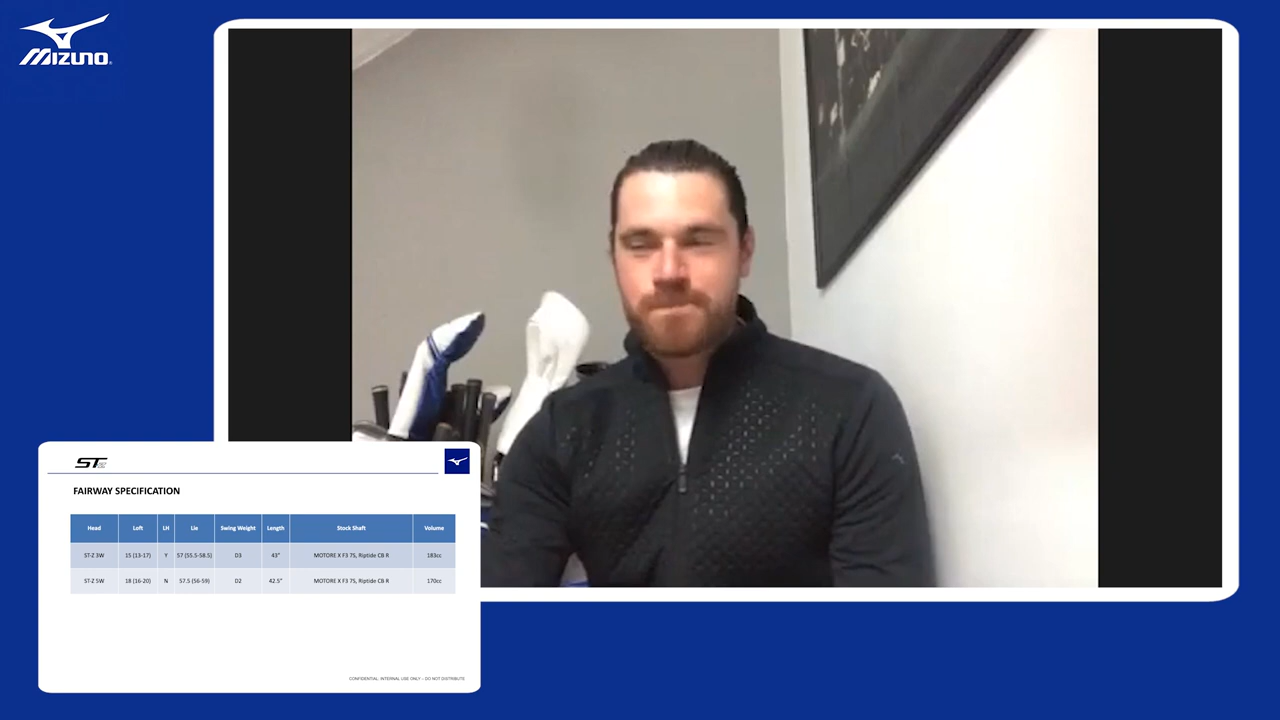 MIZUNO
ST
FAIRWAY SPECIFICATION
Head Loft LH Lie Swing Weight Length Stock Shaft Volume
ST-Z 3W 15 (13-17) Y 57 (55.5-58.5) D3 43" MOTORE X F3 7S, Riptide CB R 183cc
ST-Z 5W 18 (16-20) N 57.5 (56-59) D2 42.5" MOTORE X F3 7S, Riptide CB R 170cc
CONFIDENTIAL: INTERNAL USE ONLY – DO NOT DISTRIBUTE